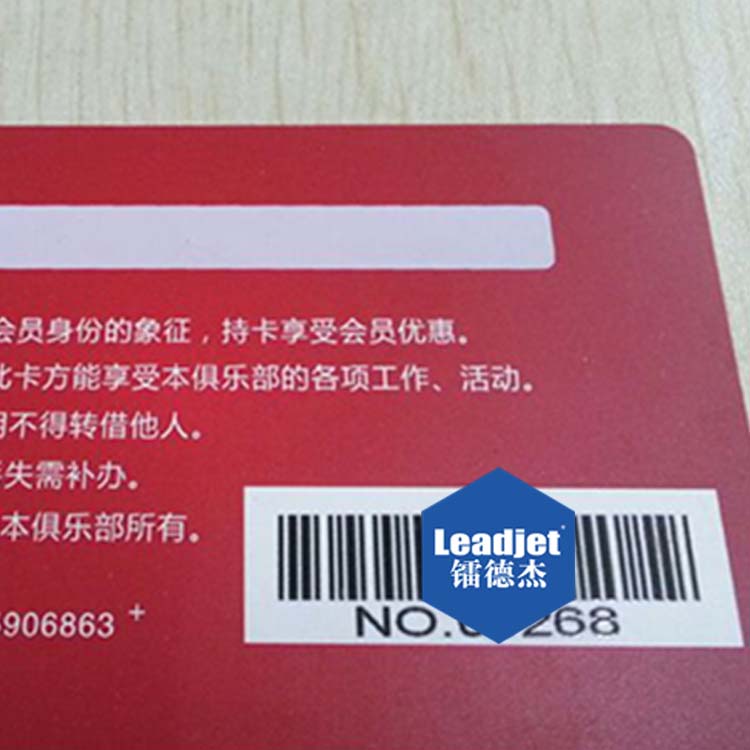 会员身份的象征，持卡享受会员优惠。
卡方能享受本俱乐部的各项工作、活动。
不得转借他人。
失需补办。
本俱乐部所有。
5906863 +
Leadjet
镭德杰
NO.0 268